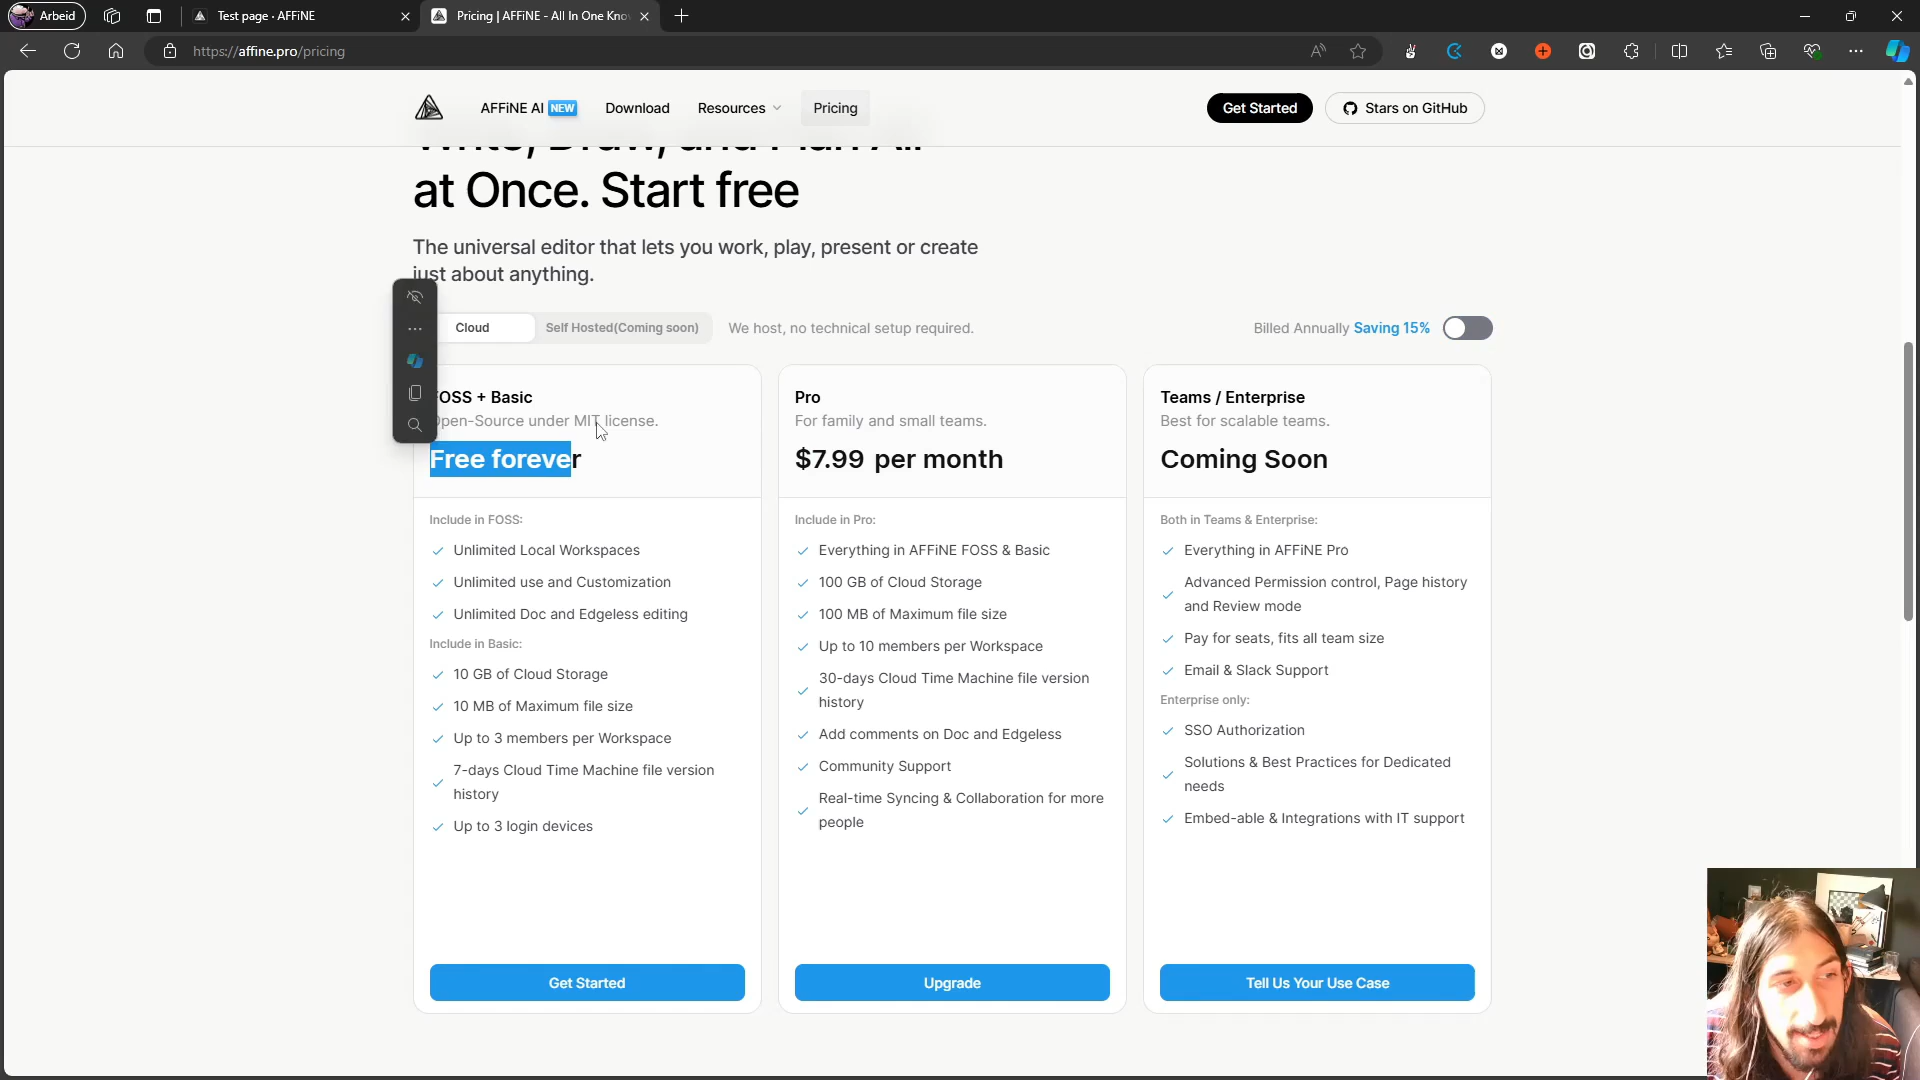 Arbeid
Test page · AFFiNE
Pricing | AFFiNE - All In One Kno
https://affine.pro/pricing
AFFiNE AI NEW
Download
Resources
Pricing
Get Started
Stars on GitHub
Write, Draw, and Plan All
at Once. Start free
The universal editor that lets you work, play, present or create
just about anything.
Cloud
Self Hosted(Coming soon)
We host, no technical setup required.
Billed Annually Saving 15%
FOSS + Basic
Open-Source under MIT license.
Free forever
Include in FOSS:
Unlimited Local Workspaces
Unlimited use and Customization
Unlimited Doc and Edgeless editing
Include in Basic:
10 GB of Cloud Storage
10 MB of Maximum file size
Up to 3 members per Workspace
7-days Cloud Time Machine file version
history
Up to 3 login devices
Get Started
Pro
For family and small teams.
$7.99 per month
Include in Pro:
Everything in AFFiNE FOSS & Basic
100 GB of Cloud Storage
100 MB of Maximum file size
Up to 10 members per Workspace
30-days Cloud Time Machine file version
history
Add comments on Doc and Edgeless
Community Support
Real-time Syncing & Collaboration for more
people
Upgrade
Teams / Enterprise
Best for scalable teams.
Coming Soon
Both in Teams & Enterprise:
Everything in AFFiNE Pro
Advanced Permission control, Page history
and Review mode
Pay for seats, fits all team size
Email & Slack Support
Enterprise only:
SSO Authorization
Solutions & Best Practices for Dedicated
needs
Embed-able & Integrations with IT support
Tell Us Your Use Case